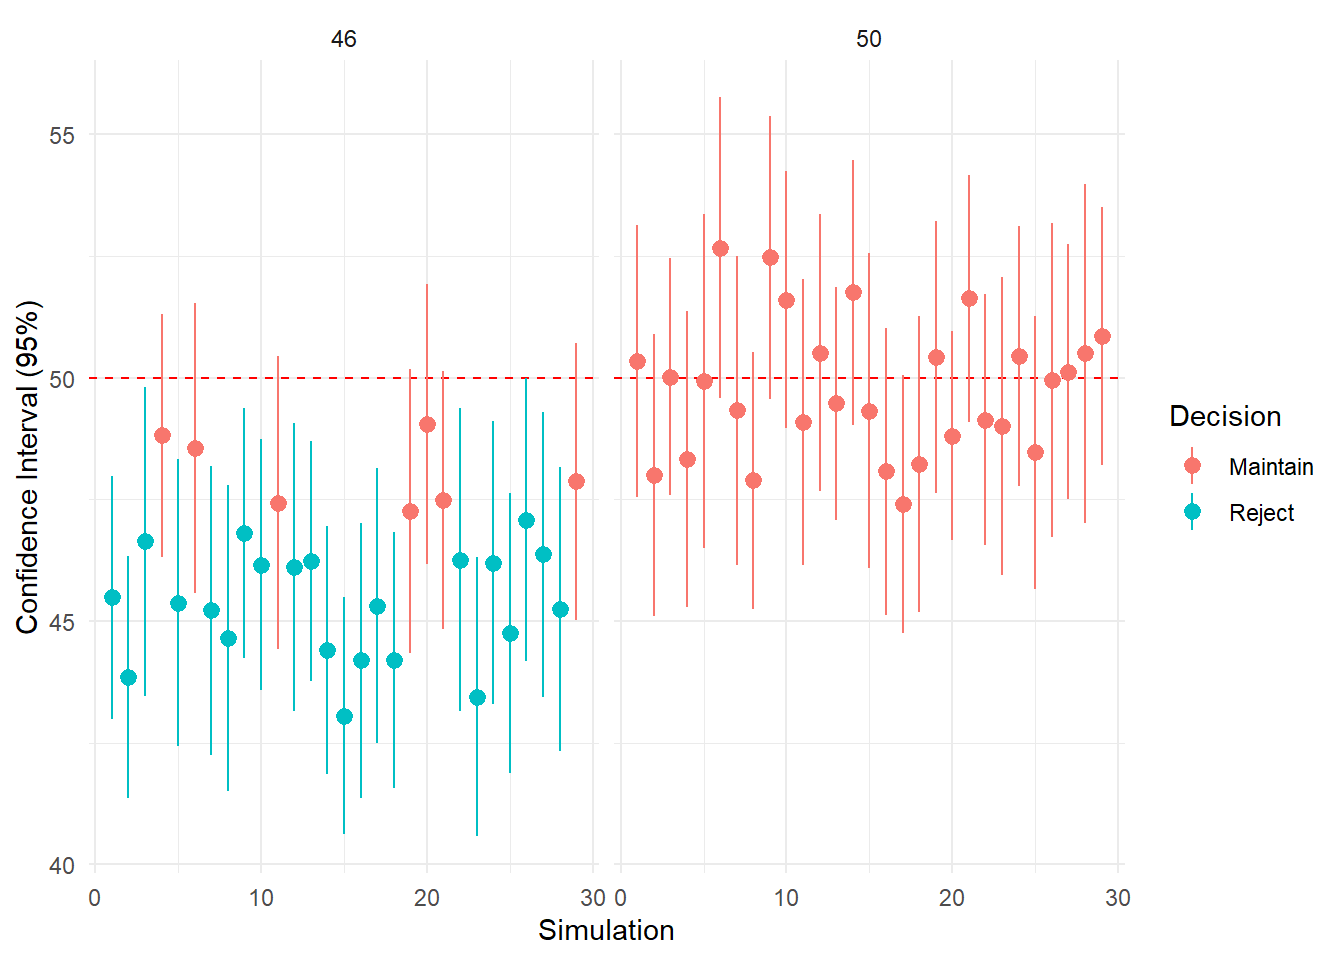 46 50
55
50
45
40
Confidence Interval (95%)
0 10 20 30 0 10 20 30
Simulation
Decision
Maintain
Reject